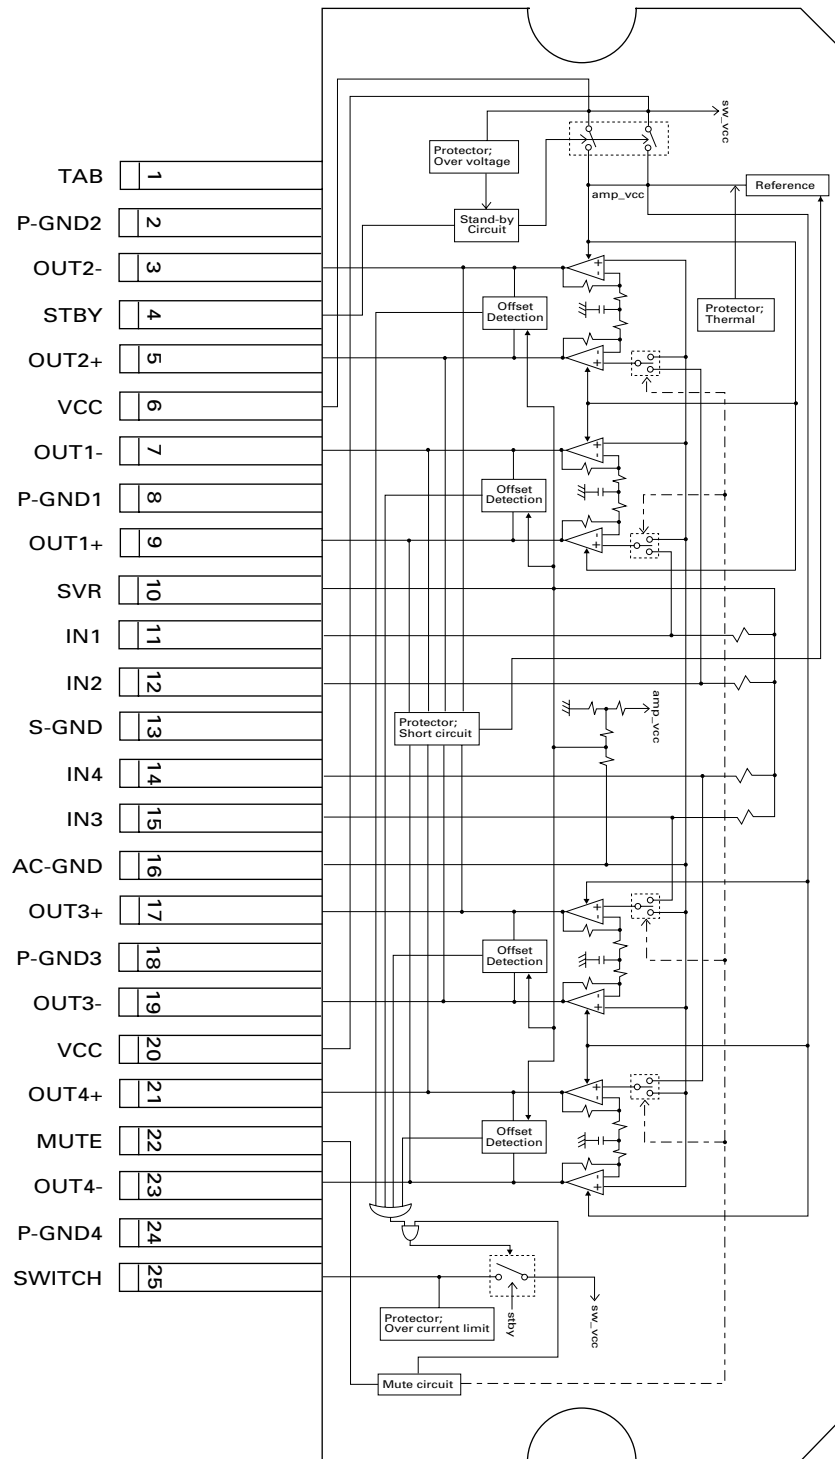 sw_vcc
Protector;
Over voltage
TAB 1
Reference
amp_vcc
P-GND2 2
Stand-by
Circuit
OUT2- 3
+
-
STBY 4
Offset
Detection
Protector;
Thermal
OUT2+ 5
-
+
VCC 6
OUT1- 7
+
-
P-GND1 8
Offset
Detection
OUT1+ 9
-
+
SVR 10
IN1 11
IN2 12
S-GND 13
Protector;
Short circuit
amp_vcc
IN4 14
IN3 15
AC-GND 16
OUT3+ 17
+
-
P-GND3 18
Offset
Detection
OUT3- 19
-
+
VCC 20
OUT4+ 21
+
-
MUTE 22
Offset
Detection
OUT4- 23
-
+
P-GND4 24
SWITCH 25
Protector;
Over current limit
stby
sw_vcc
Mute circuit